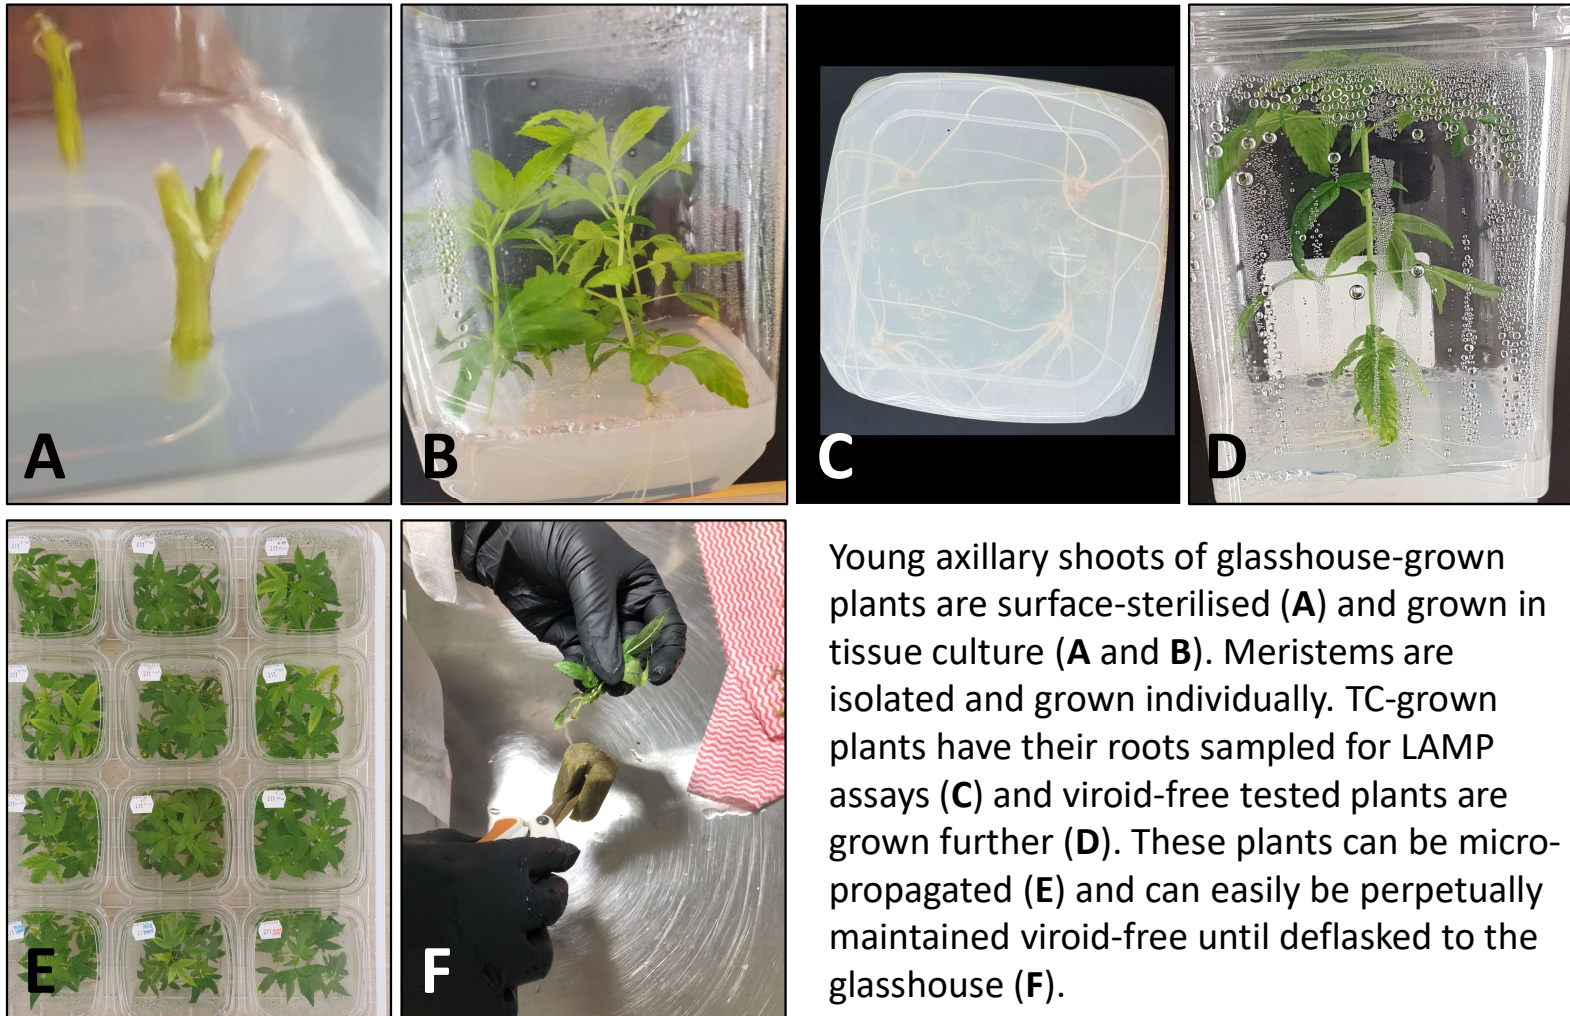 A
B
C
D
E
F
Young axillary shoots of glasshouse-grown
plants are surface-sterilised (A) and grown in
tissue culture (A and B). Meristems are
isolated and grown individually. TC-grown
plants have their roots sampled for LAMP
assays (C) and viroid-free tested plants are
grown further (D). These plants can be micro-
propagated (E) and can easily be perpetually
maintained viroid-free until deflasked to the
glasshouse (F).